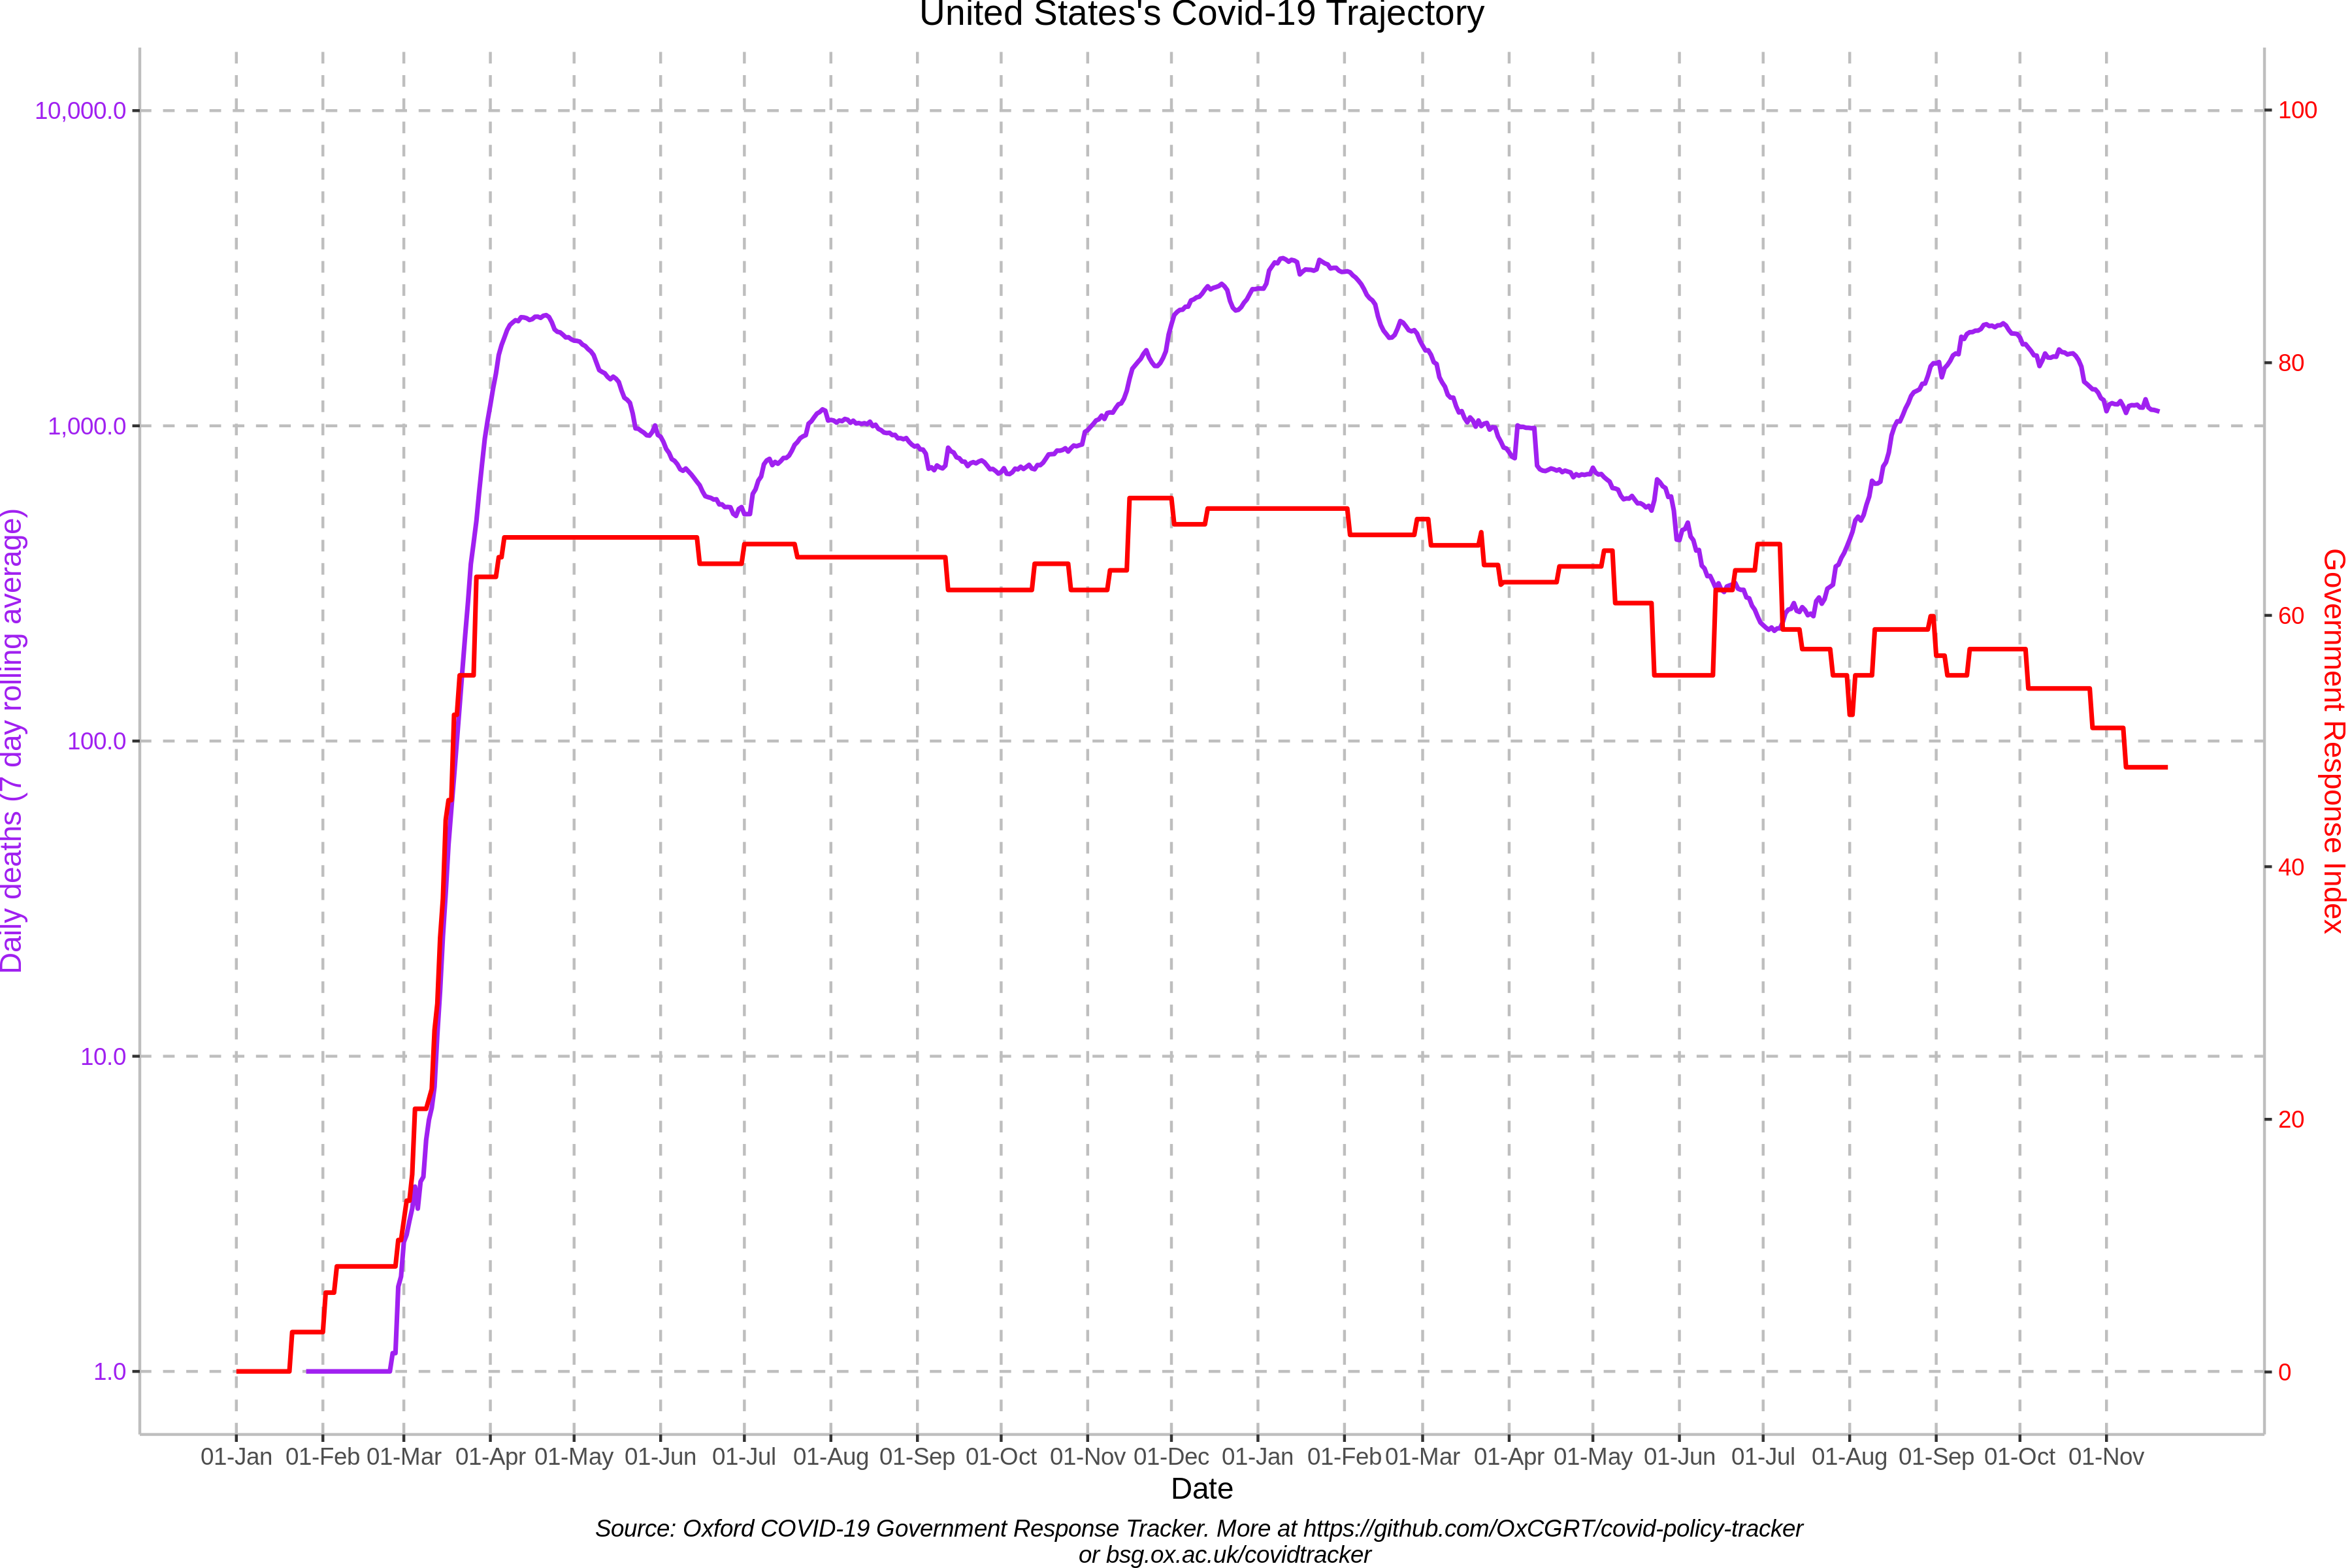 United States's Covid-19 Trajectory
10,000.0
1,000.0
100.0
10.0
1.0
Daily deaths (7 day rolling average)
100
80
60
40
20
0
Government Response Index
01-Jan 01-Feb 01-Mar 01-Apr 01-May 01-Jun 01-Jul 01-Aug 01-Sep 01-Oct 01-Nov 01-Dec 01-Jan 01-Feb 01-Mar 01-Apr 01-May 01-Jun 01-Jul 01-Aug 01-Sep 01-Oct 01-Nov
Date
Source: Oxford COVID-19 Government Response Tracker. More at https://github.com/OxCGRT/covid-policy-tracker
or bsg.ox.ac.uk/covidtracker